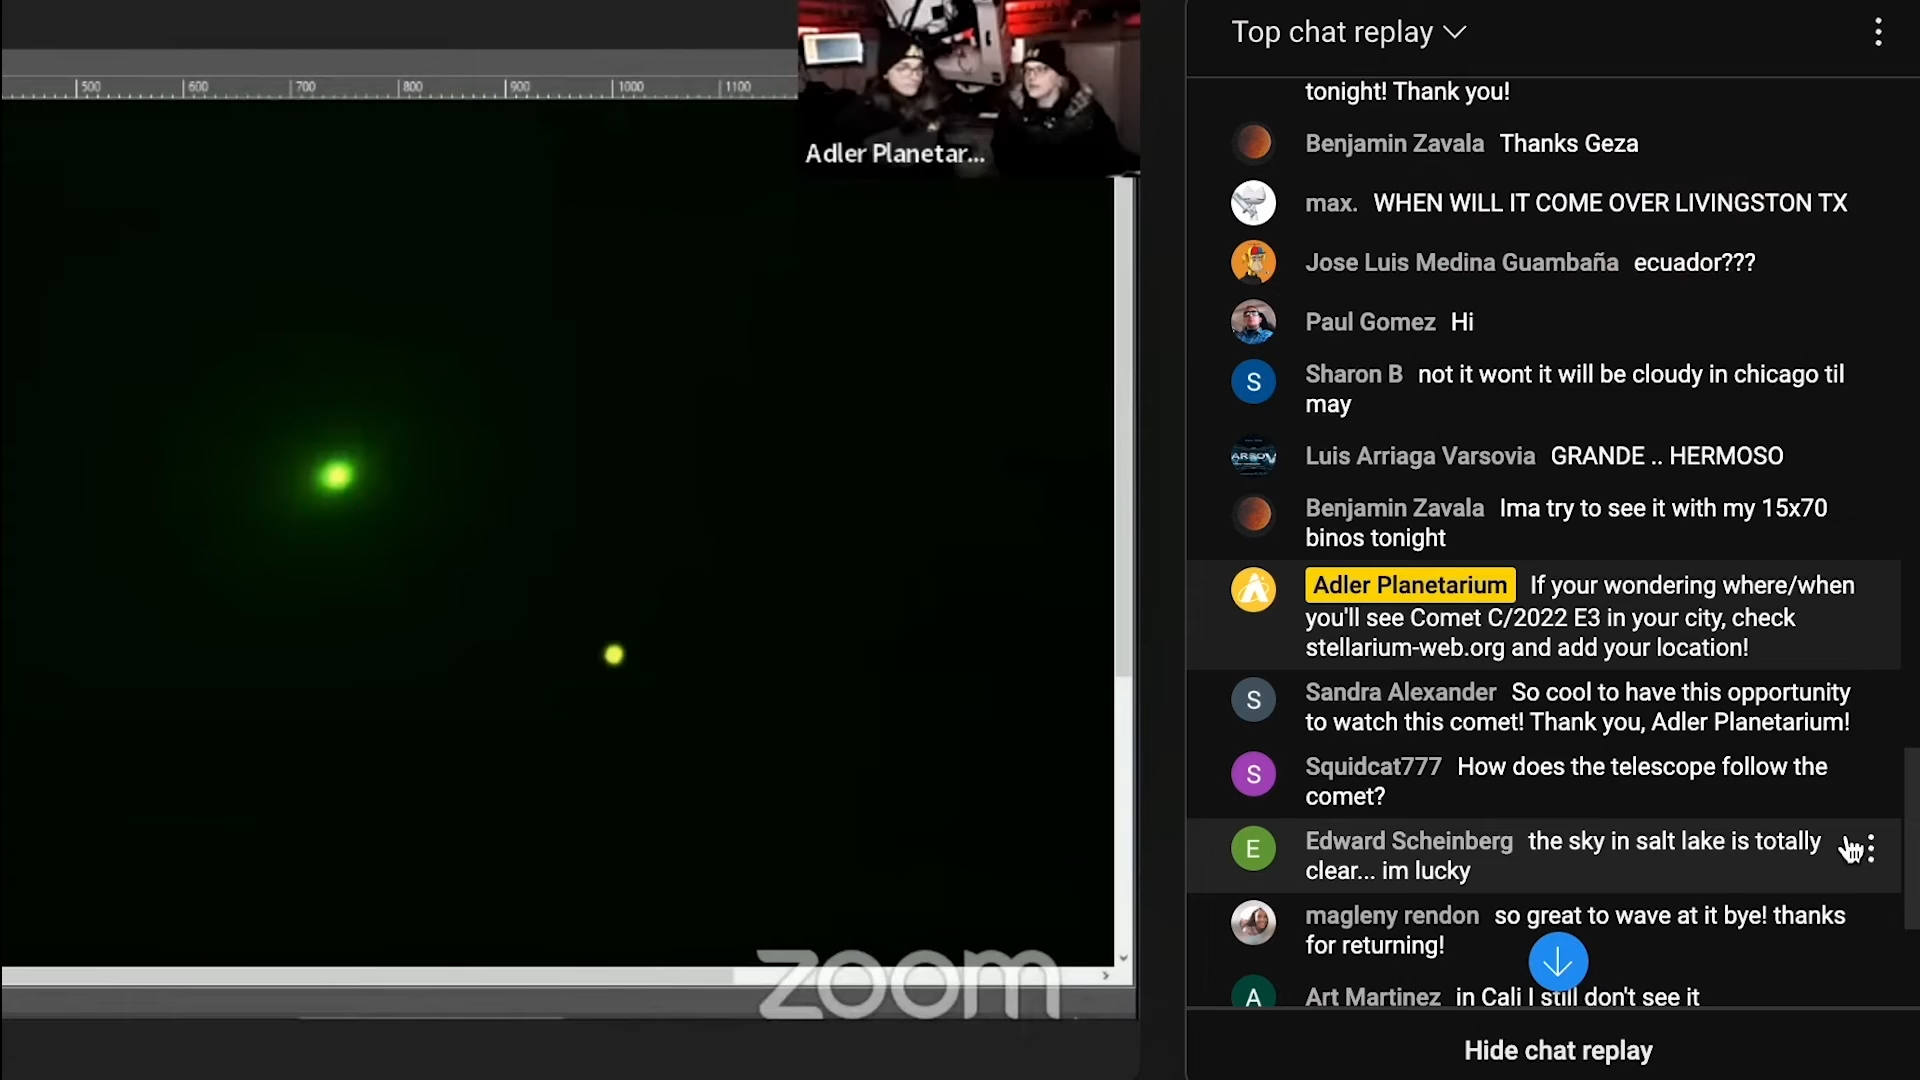 500 600 700 800 900 1000 1100
Adler Planetar...
zoom
Top chat replay
tonight! Thank you!
Benjamin Zavala Thanks Geza
max. WHEN WILL IT COME OVER LIVINGSTON TX
Jose Luis Medina Guambaña ecuador???
Paul Gomez Hi
S Sharon B not it wont it will be cloudy in chicago til
may
Luis Arriaga Varsovia GRANDE .. HERMOSO
Benjamin Zavala Ima try to see it with my 15x70
binos tonight
Adler Planetarium If your wondering where/when
you'll see Comet C/2022 E3 in your city, check
stellarium-web.org and add your location!
S Sandra Alexander So cool to have this opportunity
to watch this comet! Thank you, Adler Planetarium!
S Squidcat777 How does the telescope follow the
comet?
E Edward Scheinberg the sky in salt lake is totally
clear... im lucky
magleny rendon so great to wave at it bye! thanks
for returning!
A Art Martinez in Cali I still don't see it
Hide chat replay